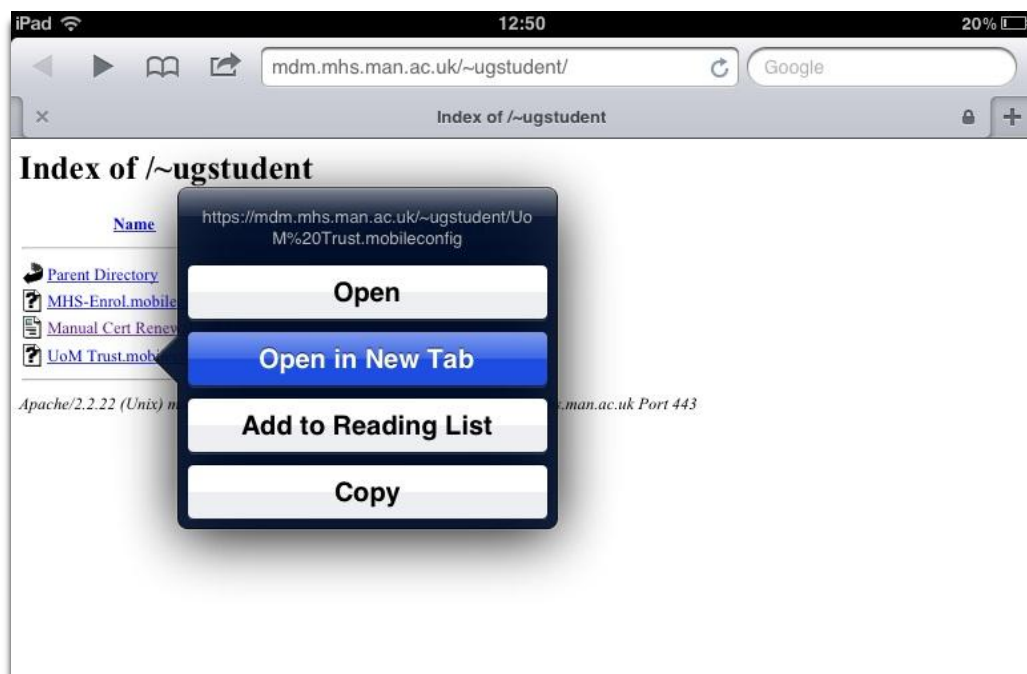 iPad 12:50 20%
mdm.mhs.man.ac.uk/~ugstudent/ Google
Index of /~ugstudent
Index of /~ugstudent
https://mdm.mhs.man.ac.uk/~ugstudent/Uo
M%20Trust.mobileconfig
Name
Parent Directory
Open
MHS-Enrol.mobile
Manual Cert Renew
UoM Trust.mob
Open in New Tab
Apache/2.2.22 (Unix) .man.ac.uk Port 443
Add to Reading List
Copy